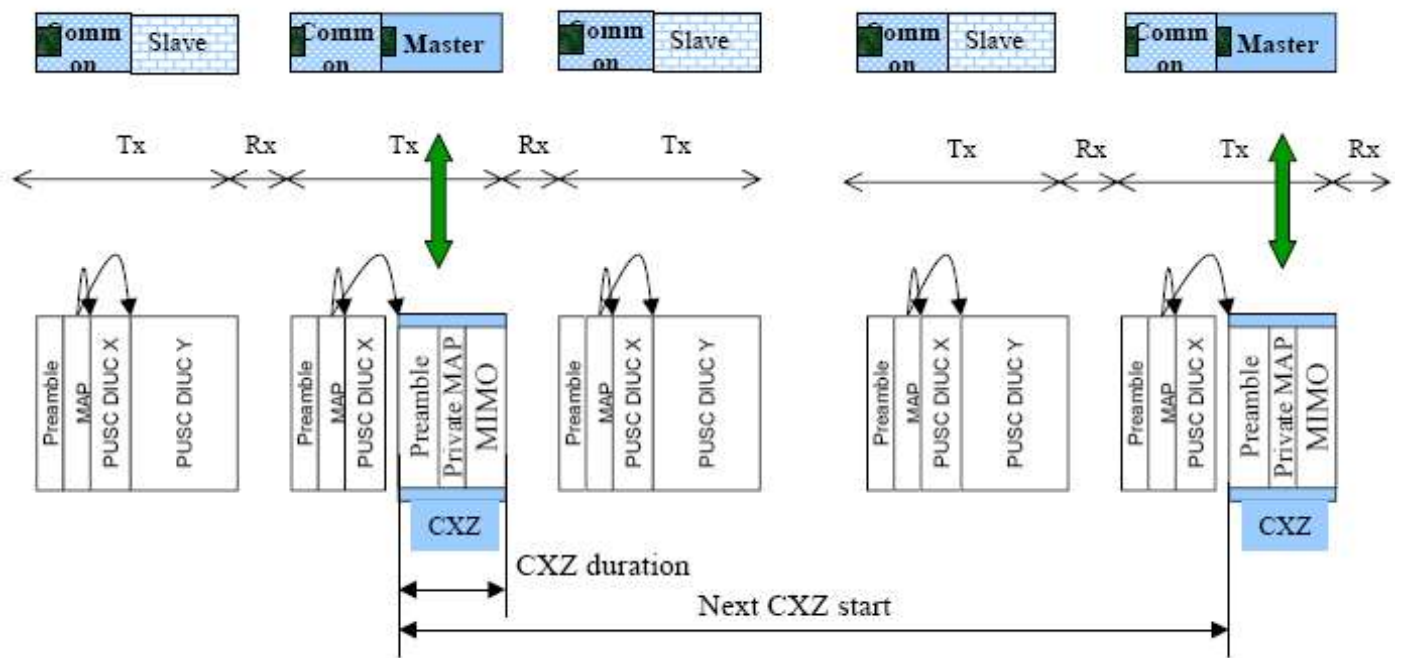 Comm
on
Slave
Comm
on
Master
Comm
on
Slave
Comm
on
Slave
Comm
on
Master
Tx
Rx
Tx
Rx
Tx
Tx
Rx
Tx
Rx
Preamble
MAP
PUSC DIUC X
PUSC DIUC Y
Preamble
MAP
PUSC DIUC X
Preamble
Private MAP
MIMO
Preamble
MAP
PUSC DIUC X
PUSC DIUC Y
Preamble
MAP
PUSC DIUC X
PUSC DIUC Y
Preamble
MAP
PUSC DIUC X
Preamble
Private MAP
MIMO
CXZ
CXZ
CXZ duration
Next CXZ start